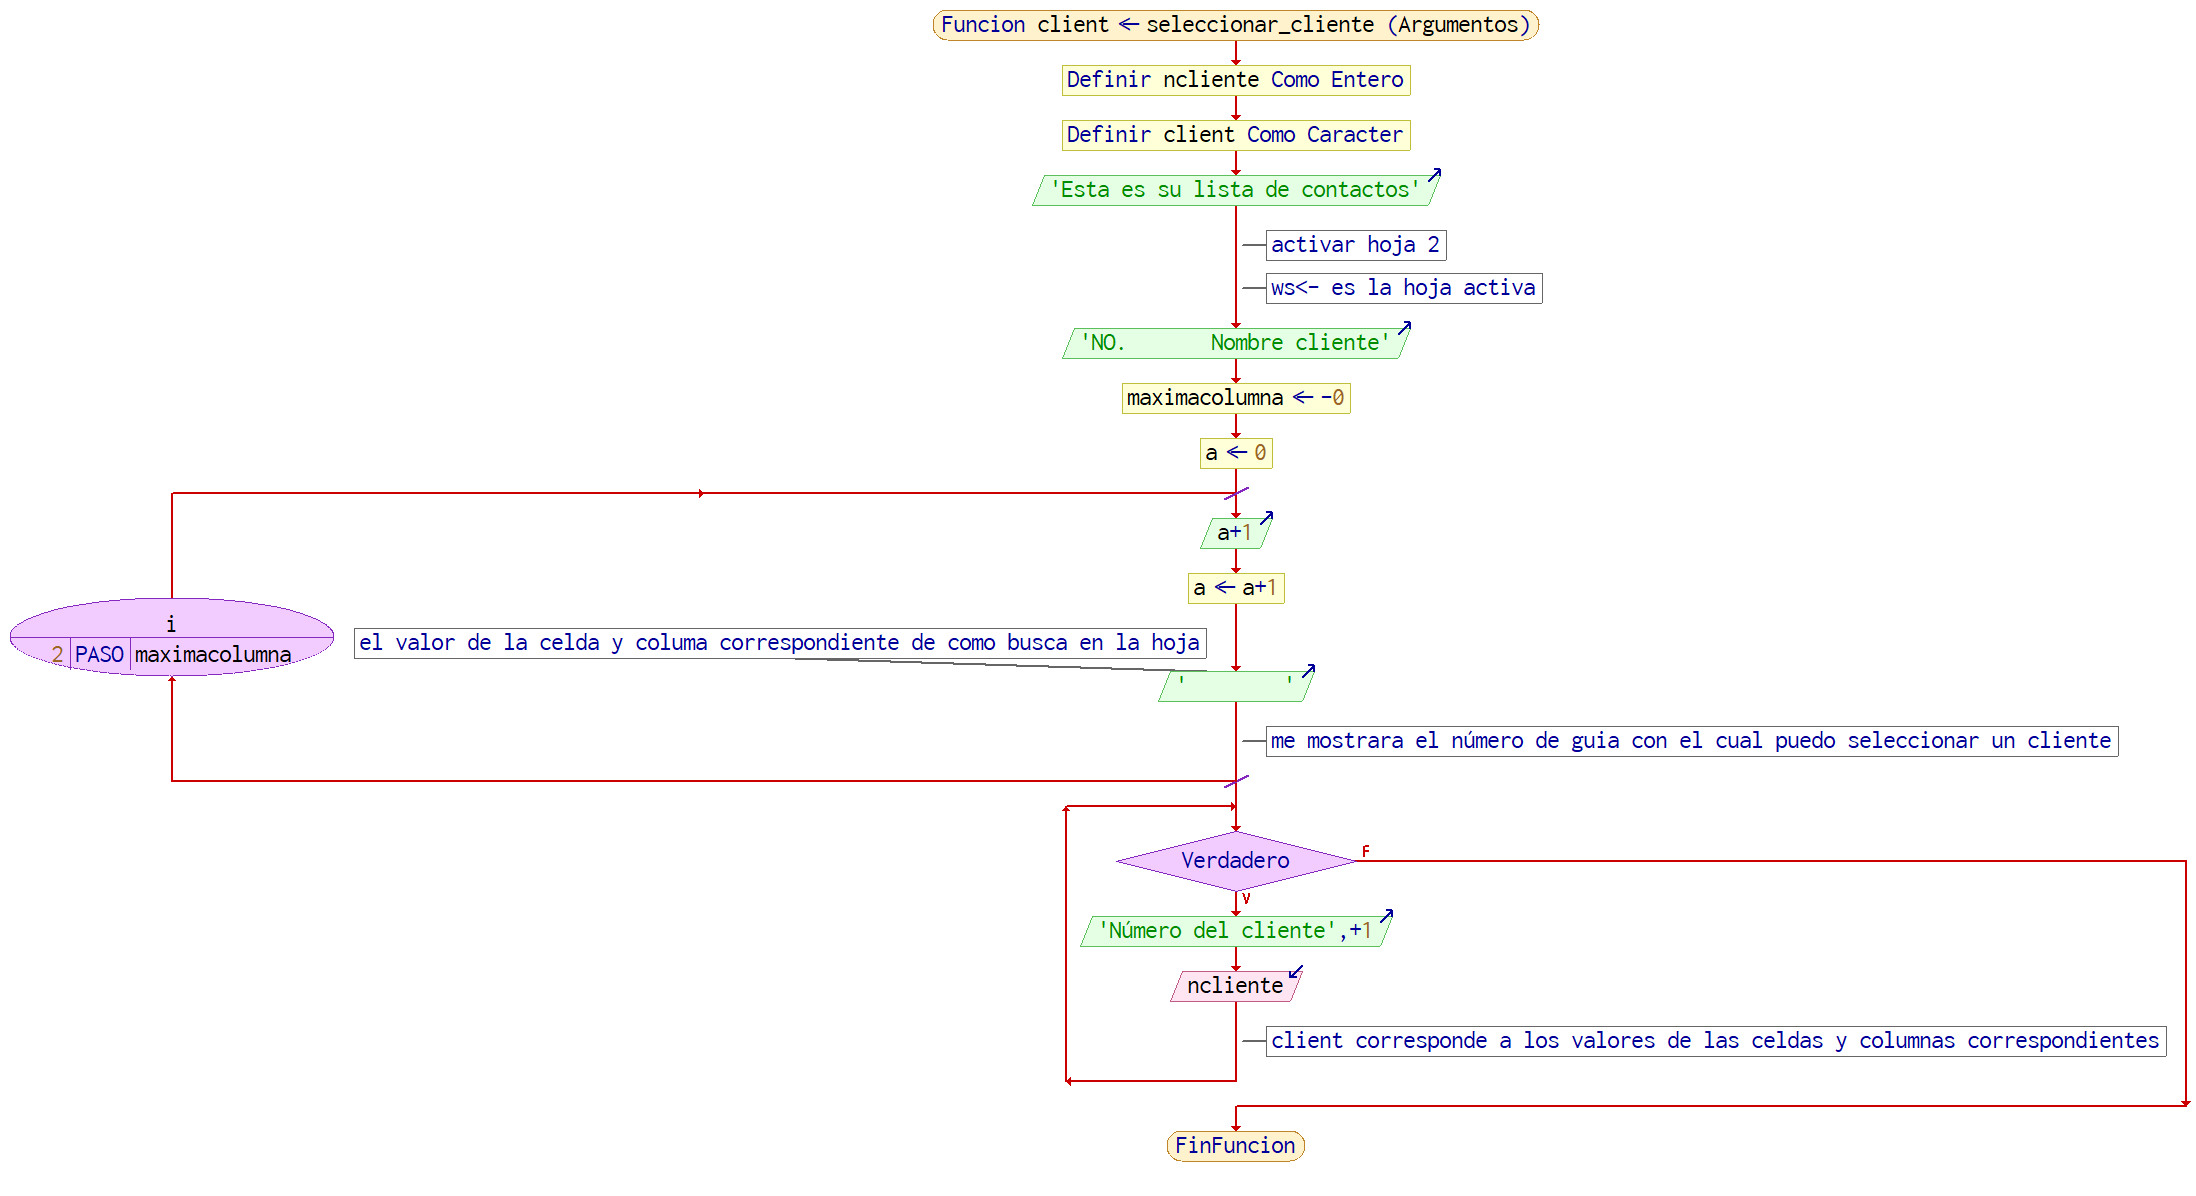 Funcion client ← seleccionar_cliente (Argumentos)
Definir ncliente Como Entero
Definir client Como Caracter
'Esta es su lista de contactos'
activar hoja 2
ws<- es la hoja activa
'NO.       Nombre cliente'
maximacolumna ← -0
a ← 0
a+1
a ← a+1
i
2 PASO maximacolumna
el valor de la celda y columa correspondiente de como busca en la hoja
'        '
me mostrara el número de guia con el cual puedo seleccionar un cliente
Verdadero
F
V
'Número del cliente',+1
ncliente
client corresponde a los valores de las celdas y columnas correspondientes
FinFuncion